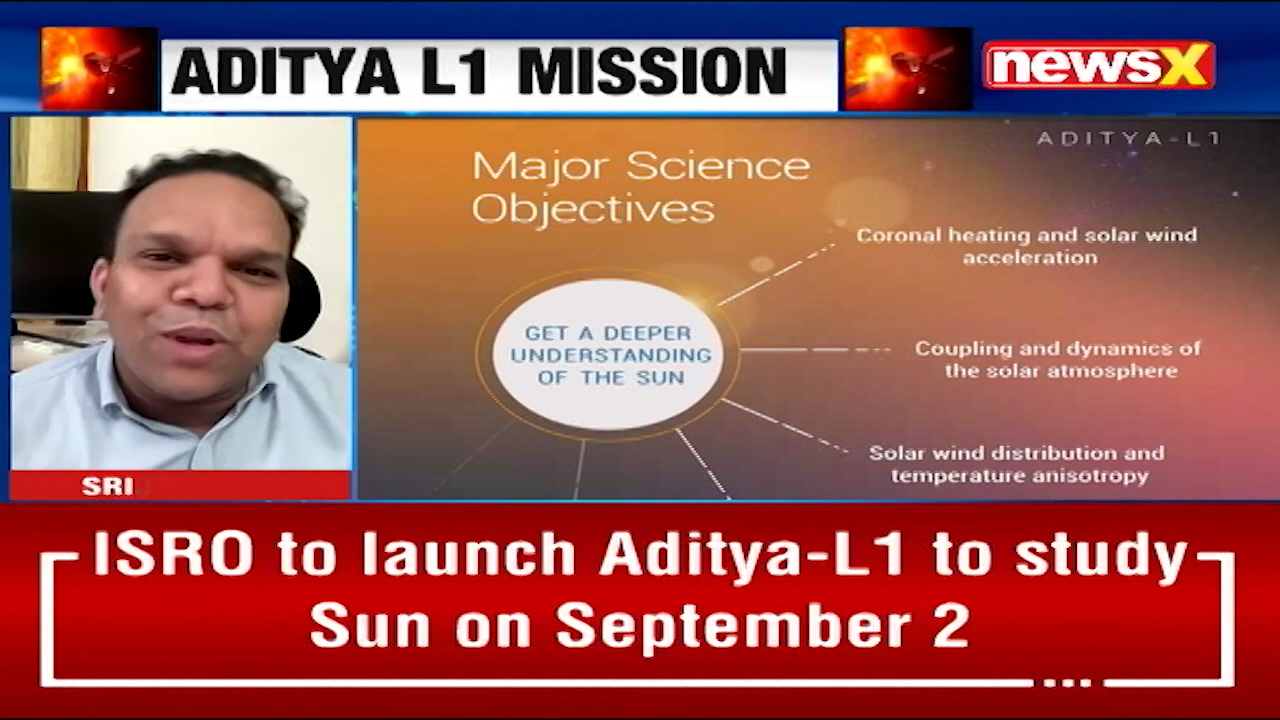 ADITYA L1 MISSION
newsX
ADITYA-L1
Major Science
Objectives
Coronal heating and solar wind
acceleration
GET A DEEPER
UNDERSTANDING
OF THE SUN
Coupling and dynamics of
the solar atmosphere
Solar wind distribution and
temperature anisotropy
SRI
ISRO to launch Aditya-L1 to study
Sun on September 2